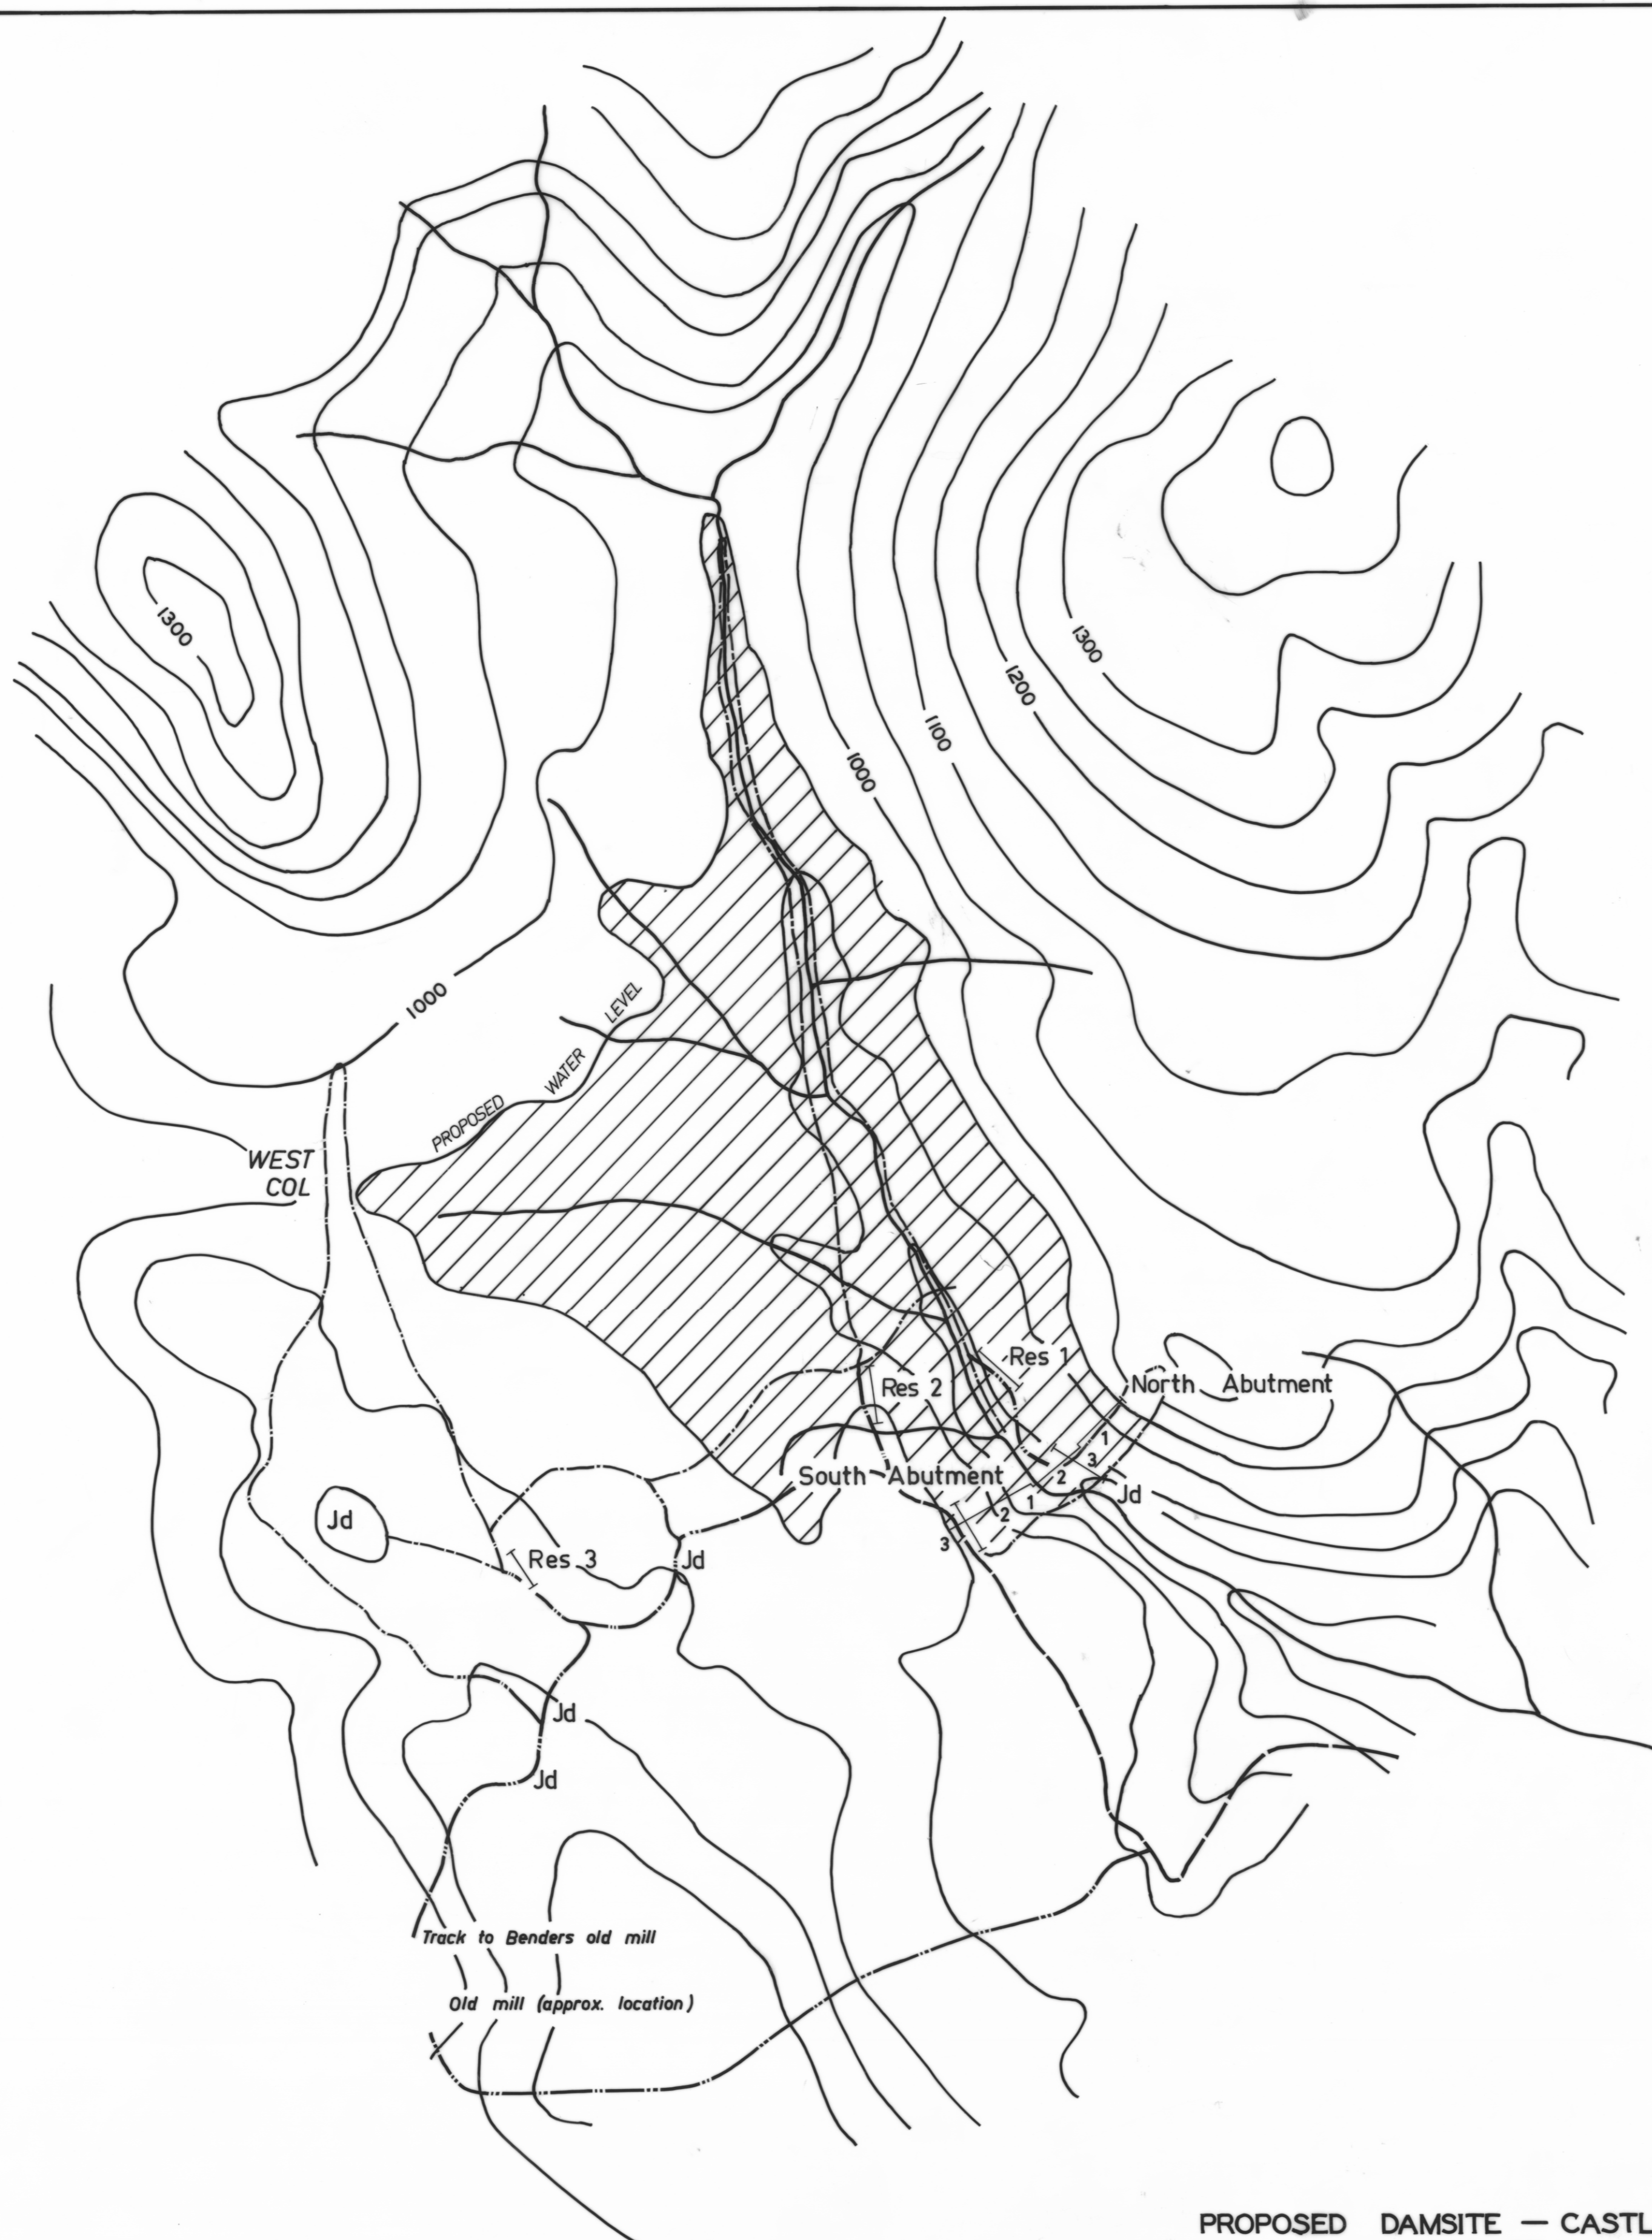 1300
1300
1200
1100
1000
1000
PROPOSED WATER LEVEL
WEST
COL
Res 1
North Abutment
Res 2
1
3
South Abutment
2
Jd
1
2
3
Jd
Res 3
Jd
Jd
Jd
Track to Benders old mill
Old mill (approx. location)
PROPOSED DAMSITE — CASTL